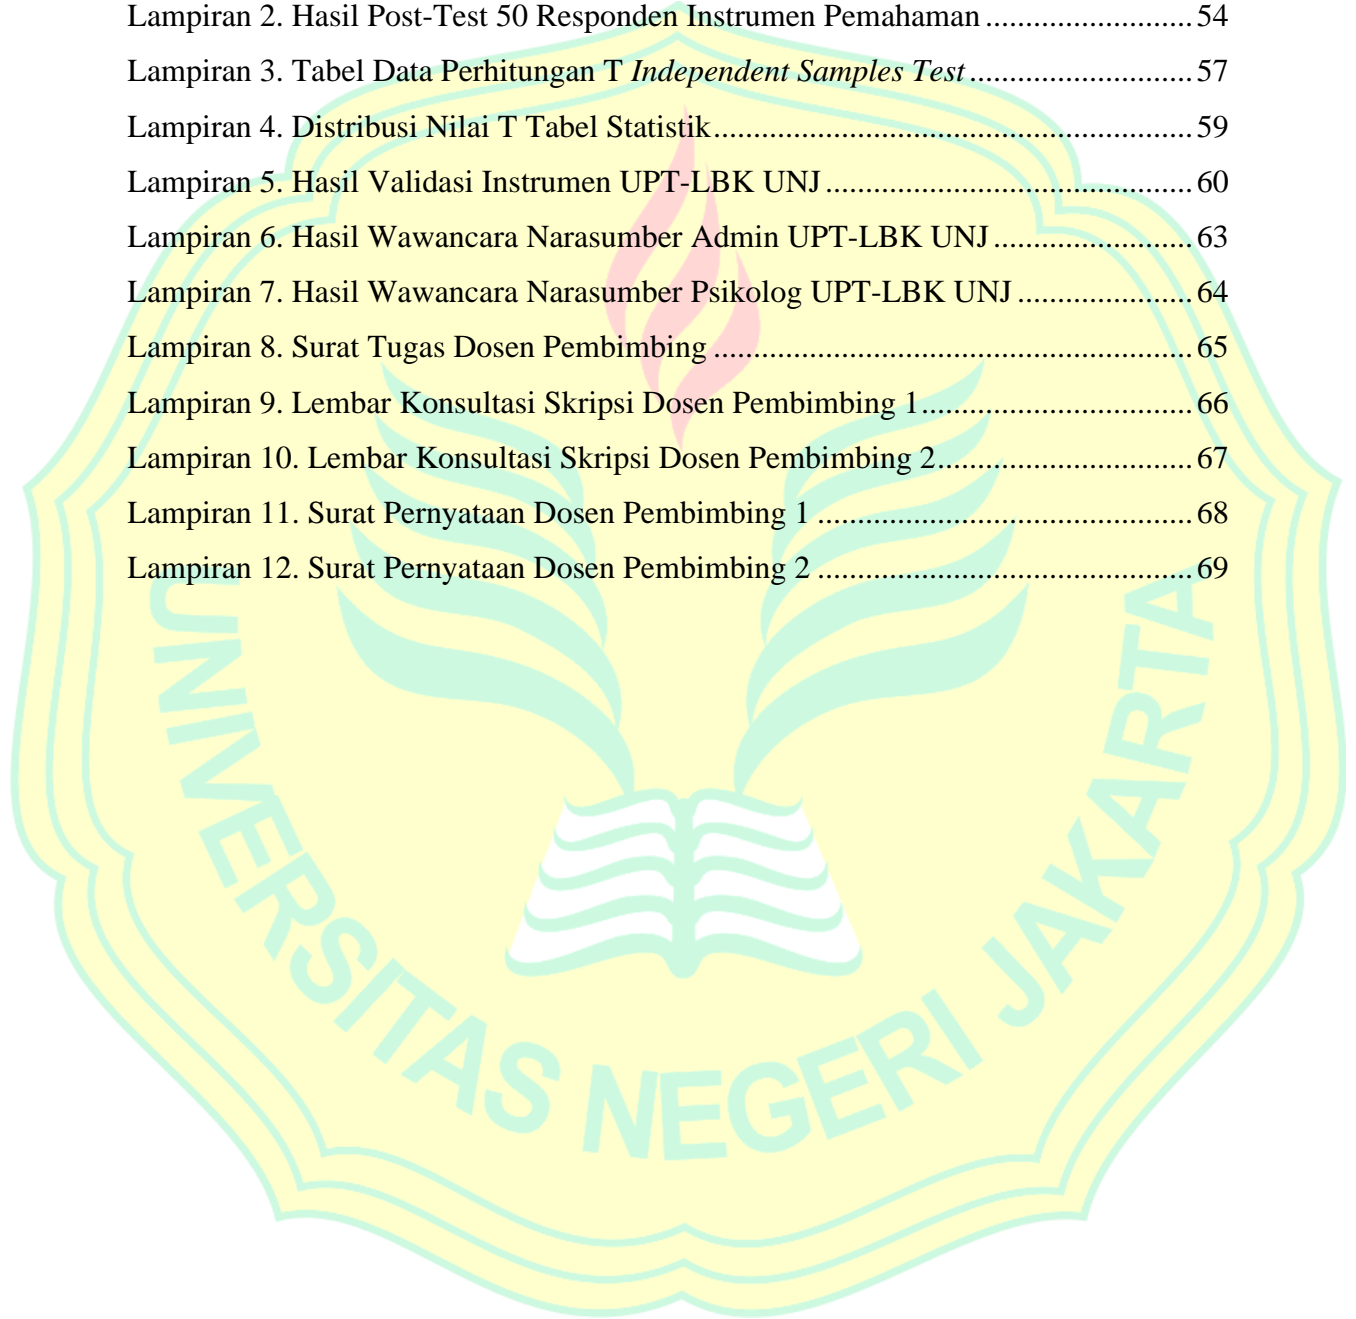 Lampiran 2. Hasil Post-Test 50 Responden Instrumen Pemahaman .......................... 54
Lampiran 3. Tabel Data Perhitungan T Independent Samples Test ............................ 57
Lampiran 4. Distribusi Nilai T Tabel Statistik............................................................ 59
Lampiran 5. Hasil Validasi Instrumen UPT-LBK UNJ .............................................. 60
Lampiran 6. Hasil Wawancara Narasumber Admin UPT-LBK UNJ ......................... 63
Lampiran 7. Hasil Wawancara Narasumber Psikolog UPT-LBK UNJ ...................... 64
Lampiran 8. Surat Tugas Dosen Pembimbing ............................................................ 65
Lampiran 9. Lembar Konsultasi Skripsi Dosen Pembimbing 1.................................. 66
Lampiran 10. Lembar Konsultasi Skripsi Dosen Pembimbing 2................................ 67
Lampiran 11. Surat Pernyataan Dosen Pembimbing 1 ............................................... 68
Lampiran 12. Surat Pernyataan Dosen Pembimbing 2 ............................................... 69
UNIVERSITAS NEGERI JAKARTA